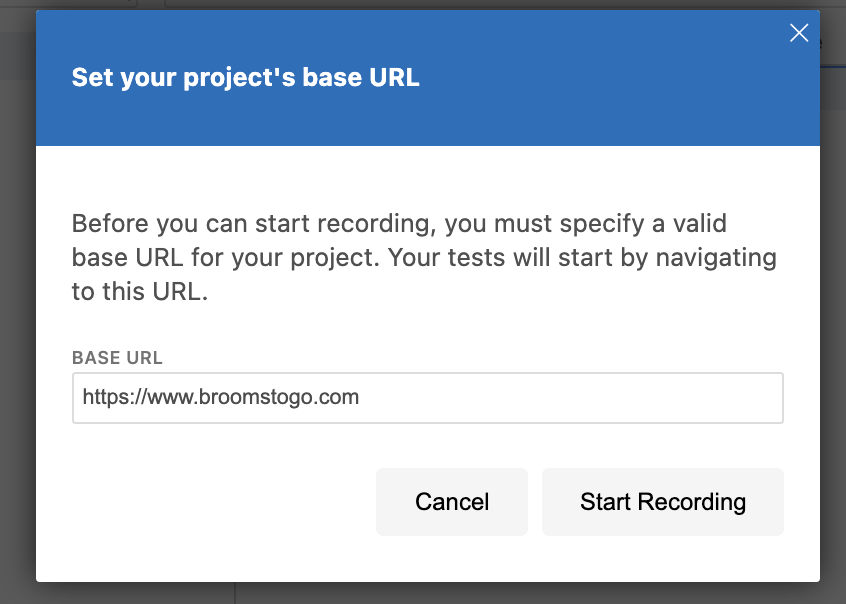 Set your project's base URL
Before you can start recording, you must specify a valid
base URL for your project. Your tests will start by navigating
to this URL.
BASE URL
https://www.broomstogo.com
Cancel
Start Recording